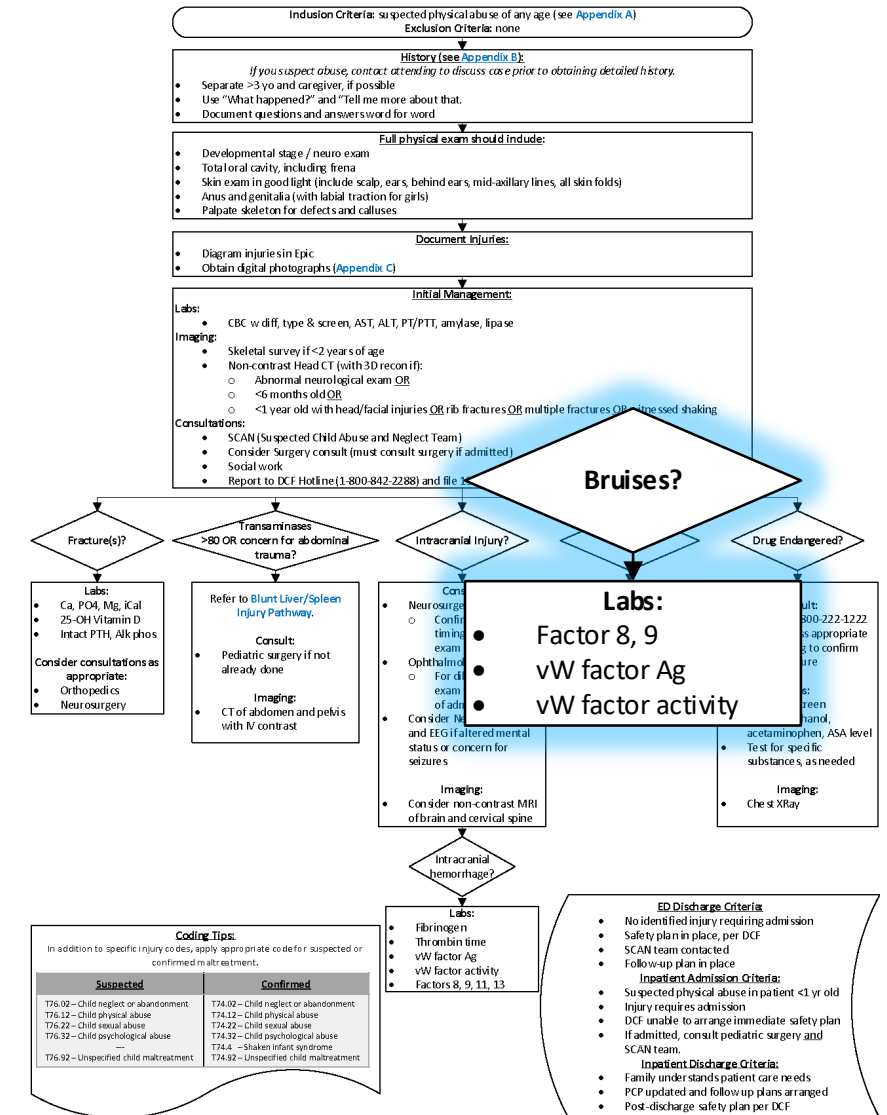 Inclusion Criteria: suspected physical abuse of any age (see Appendix A)
Exclusion Criteria: none
History (see Appendix B):
If you suspect abuse, contact attending to discuss case prior to obtaining detailed history.
• Separate >3 yo and caregiver, if possible
• Use "What happened?" and "Tell me more about that.
• Document questions and answers word for word
Full physical exam should include:
• Developmental stage / neuro exam
• Total oral cavity, including frena
• Skin exam in good light (include scalp, ears, behind ears, mid-axillary lines, all skin folds)
• Anus and genitalia (with labial traction for girls)
• Palpate skeleton for defects and calluses
Document Injuries:
• Diagram injuries in Epic
• Obtain digital photographs (Appendix C)
Initial Management:
Labs:
• CBC w diff, type & screen, AST, ALT, PT/PTT, amylase, lipase
Imaging:
• Skeletal survey if <2 years of age
• Non-contrast Head CT (with 3D recon if):
○ Abnormal neurological exam OR
○ <6 months old OR
○ <1 year old with head/facial injuries OR rib fractures OR multiple fractures OR witnessed shaking
Consultations:
• SCAN (Suspected Child Abuse and Neglect Team)
• Consider Surgery consult (must consult surgery if admitted)
• Social work
• Report to DCF Hotline (1-800-842-2288) and file
Bruises?
Labs:
• Factor 8, 9
• vW factor Ag
• vW factor activity
Fracture(s)?
Labs:
• Ca, PO4, Mg, iCal
• 25-OH Vitamin D
• Intact PTH, Alk phos
Consider consultations as
appropriate:
• Orthopedics
• Neurosurgery
Transaminases
>80 OR concern for abdominal
trauma?
Refer to Blunt Liver/Spleen
Injury Pathway.
Consult:
• Pediatric surgery if not
already done
Imaging:
• CT of abdomen and pelvis
with IV contrast
Intracranial Injury?
•
○
timing
exam
•
○ For
exam
of
• Consider
and EEG if altered mental
status or concern for
seizures
Imaging:
• Consider non-contrast MRI
of brain and cervical spine
Intracranial
hemorrhage?
Labs:
• Fibrinogen
• Thrombin time
• vW factor Ag
• vW factor activity
• Factors 8, 9, 11, 13
Drug Endangered?
800-222-1222
appropriate
to confirm
acetaminophen, ASA level
• Test for specific
substances, as needed
Imaging:
• Chest XRay
Coding Tips:
In addition to specific injury codes, apply appropriate code for suspected or
confirmed maltreatment.
Suspected
T76.02 – Child neglect or abandonment
T76.12 – Child physical abuse
T76.22 – Child sexual abuse
T76.32 – Child psychological abuse
---
T76.92 – Unspecified child maltreatment
Confirmed
T74.02 – Child neglect or abandonment
T74.12 – Child physical abuse
T74.22 – Child sexual abuse
T74.32 – Child psychological abuse
T74.4 – Shaken infant syndrome
T74.92 – Unspecified child maltreatment
ED Discharge Criteria:
• No identified injury requiring admission
• Safety plan in place, per DCF
• SCAN team contacted
• Follow-up plan in place
Inpatient Admission Criteria:
• Suspected physical abuse in patient <1 yr old
• Injury requires admission
• DCF unable to arrange immediate safety plan
• If admitted, consult pediatric surgery and
SCAN team.
Inpatient Discharge Criteria:
• Family understands patient care needs
• PCP updated and follow up plans arranged
• Post-discharge safety plan per DCF